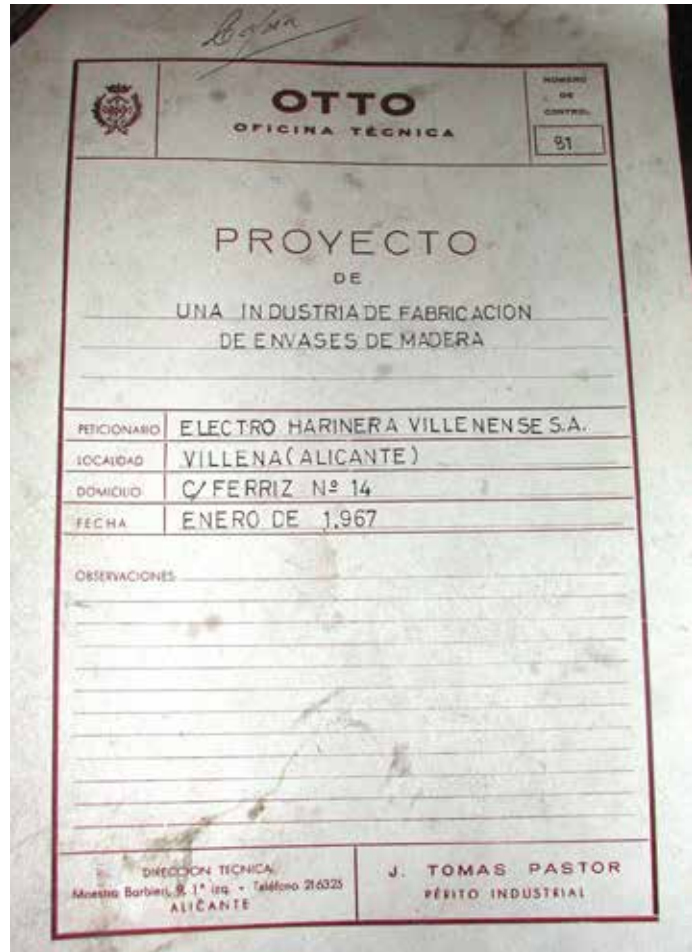 OTTO
OFICINA TÉCNICA
NUMERO
DE
CONTROL
81
PROYECTO
DE
UNA INDUSTRIA DE FABRICACION
DE ENVASES DE MADERA
PETICIONARIO ELECTRO HARINERA VILLENENSE S.A.
LOCALIDAD VILLENA (ALICANTE)
DOMICILIO C/ FERRIZ Nº 14
FECHA ENERO DE 1.967
OBSERVACIONES
DIRECCION TECNICA
Maestro Barbieri, 9, 1º izq. - Teléfono 216325
ALICANTE
J. TOMAS PASTOR
PÉRITO INDUSTRIAL